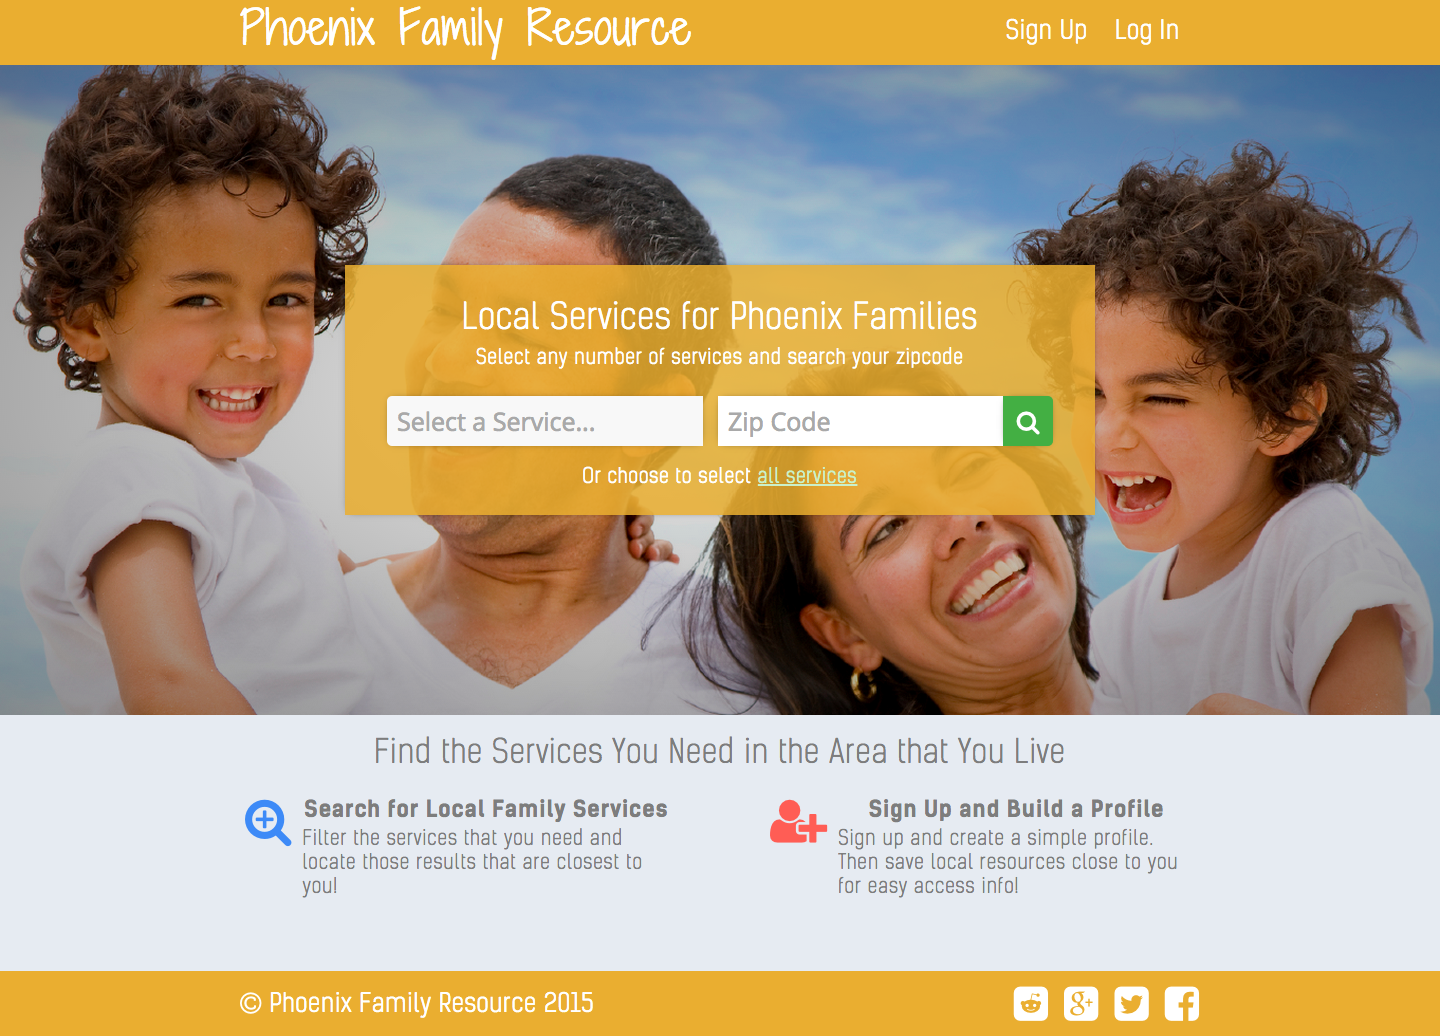 Phoenix Family Resource
Sign Up Log In
Local Services for Phoenix Families
Select any number of services and search your zipcode
Select a Service...
Zip Code
Or choose to select all services
Find the Services You Need in the Area that You Live
Search for Local Family Services
Filter the services that you need and
locate those results that are closest to
you!
Sign Up and Build a Profile
Sign up and create a simple profile.
Then save local resources close to you
for easy access info!
© Phoenix Family Resource 2015